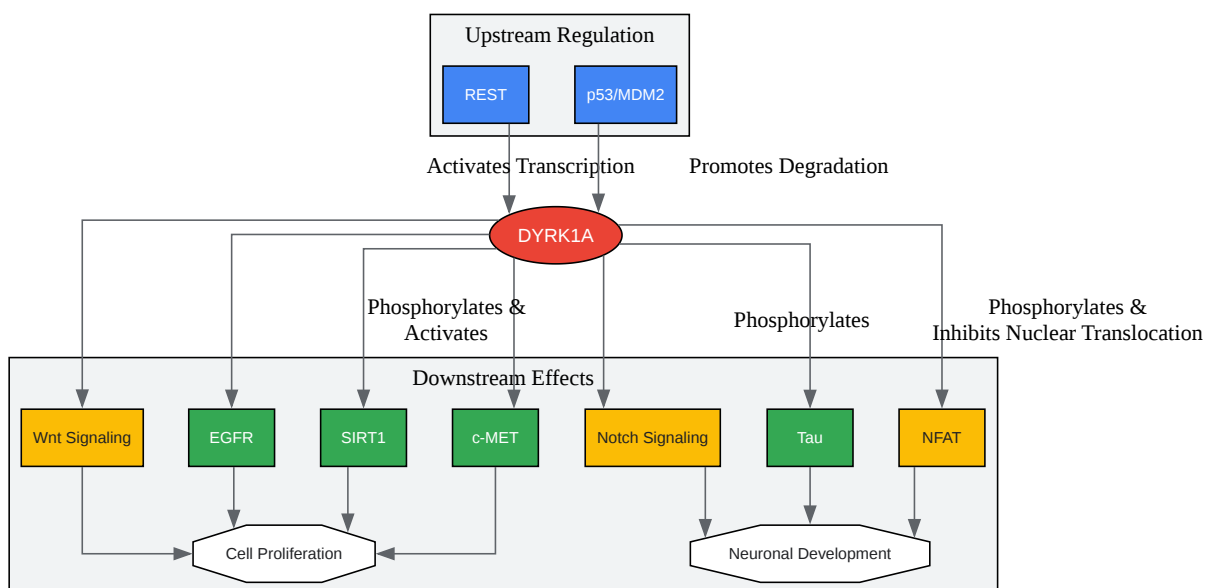 Upstream Regulation
REST
p53/MDM2
Activates Transcription
Promotes Degradation
DYRK1A
Phosphorylates &
Activates
Phosphorylates
Phosphorylates &
Inhibits Nuclear Translocation
Downstream Effects
Wnt Signaling
EGFR
SIRT1
c-MET
Notch Signaling
Tau
NFAT
Cell Proliferation
Neuronal Development